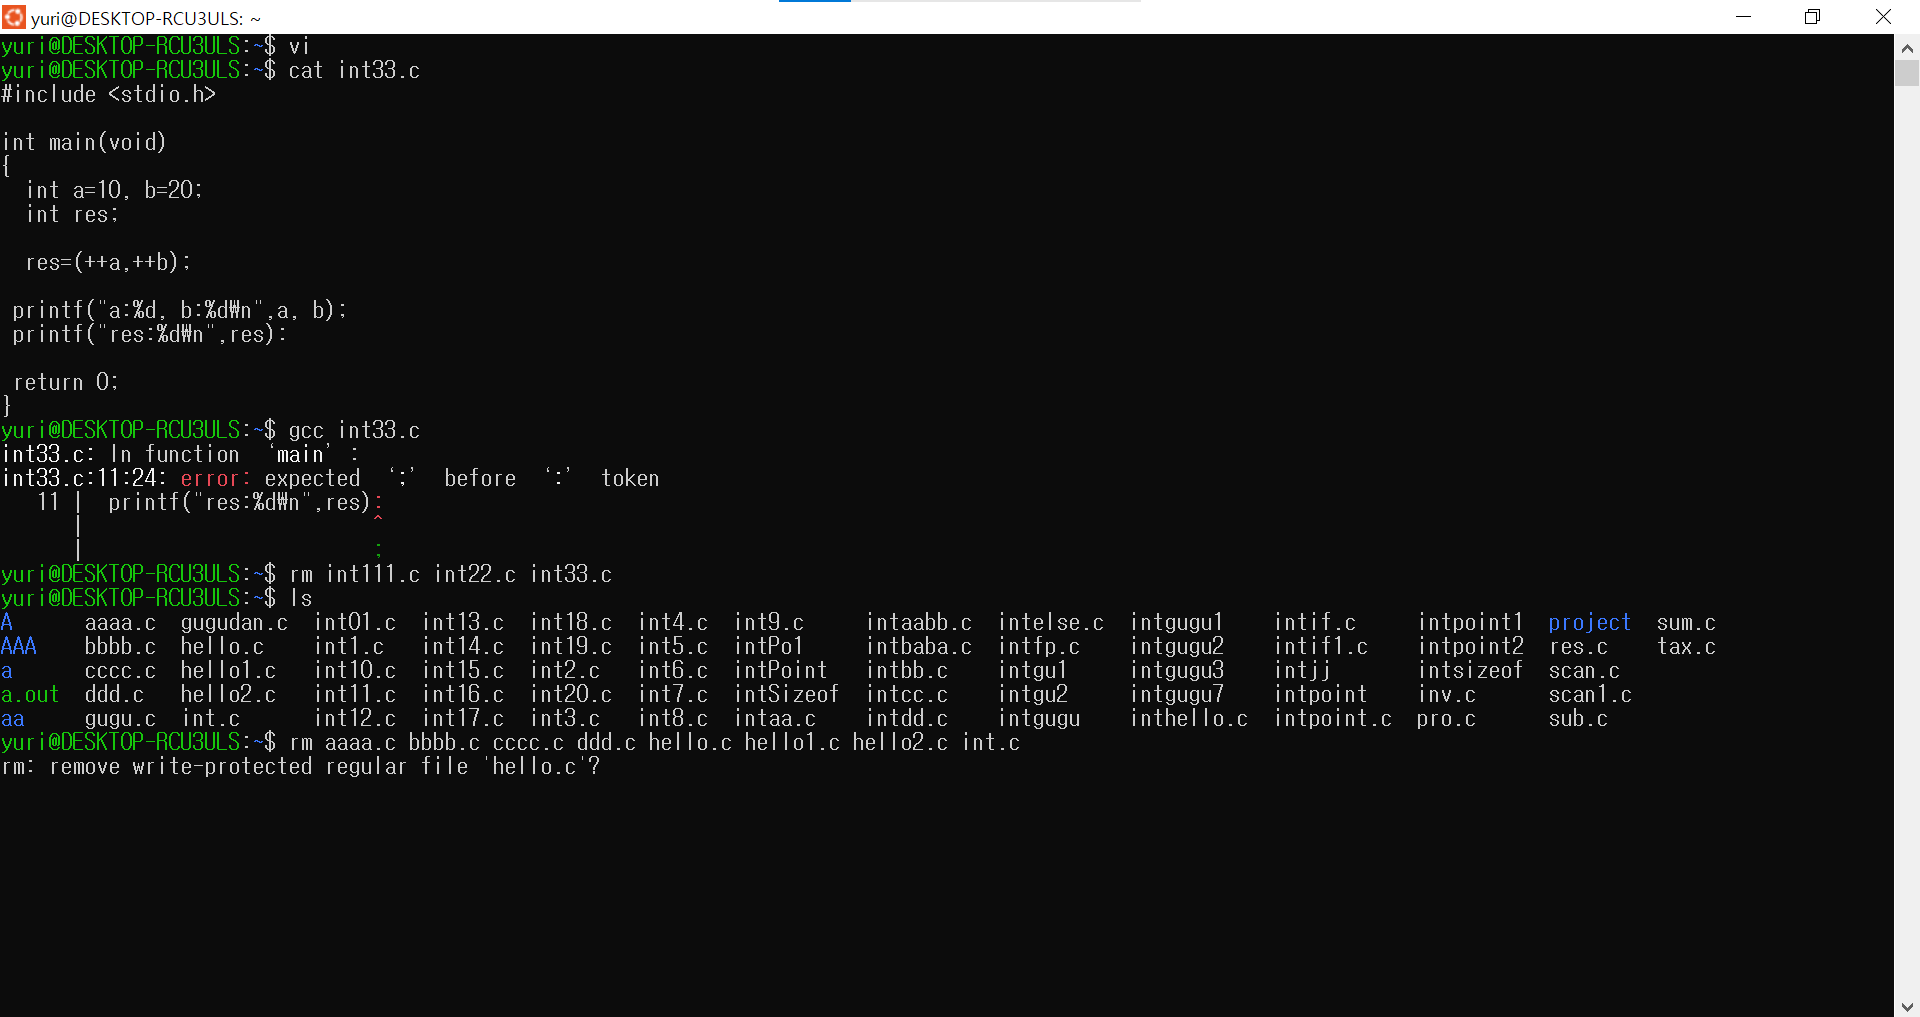 yuri@DESKTOP-RCU3ULS: ~
yuri@DESKTOP-RCU3ULS:~$ vi
yuri@DESKTOP-RCU3ULS:~$ cat int33.c
#include <stdio.h>
int main(void)
{
  int a=10, b=20;
  int res;
  res=(++a,++b);
 printf("a:%d, b:%d₩n",a, b);
 printf("res:%d₩n",res):
 return 0;
}
yuri@DESKTOP-RCU3ULS:~$ gcc int33.c
int33.c: In function ‘main’:
int33.c:11:24: error: expected ‘;’ before ‘:’ token
   11 |  printf("res:%d₩n",res):
      |                        ^
      |                        ;
yuri@DESKTOP-RCU3ULS:~$ rm int111.c int22.c int33.c
yuri@DESKTOP-RCU3ULS:~$ ls
A      aaaa.c  gugudan.c  int01.c  int13.c  int18.c  int4.c  int9.c     intaabb.c  intelse.c  intgugu1    intif.c     intpoint1  project  sum.c
AAA    bbbb.c  hello.c    int1.c   int14.c  int19.c  int5.c  intPo1     intbaba.c  intfp.c    intgugu2    intif1.c    intpoint2  res.c    tax.c
a      cccc.c  hello1.c   int10.c  int15.c  int2.c   int6.c  intPoint   intbb.c    intgu1     intgugu3    intjj       intsizeof  scan.c
a.out  ddd.c   hello2.c   int11.c  int16.c  int20.c  int7.c  intSizeof  intcc.c    intgu2     intgugu7    intpoint    inv.c      scan1.c
aa     gugu.c  int.c      int12.c  int17.c  int3.c   int8.c  intaa.c    intdd.c    intgugu    inthello.c  intpoint.c  pro.c      sub.c
yuri@DESKTOP-RCU3ULS:~$ rm aaaa.c bbbb.c cccc.c ddd.c hello.c hello1.c hello2.c int.c
rm: remove write-protected regular file 'hello.c'?